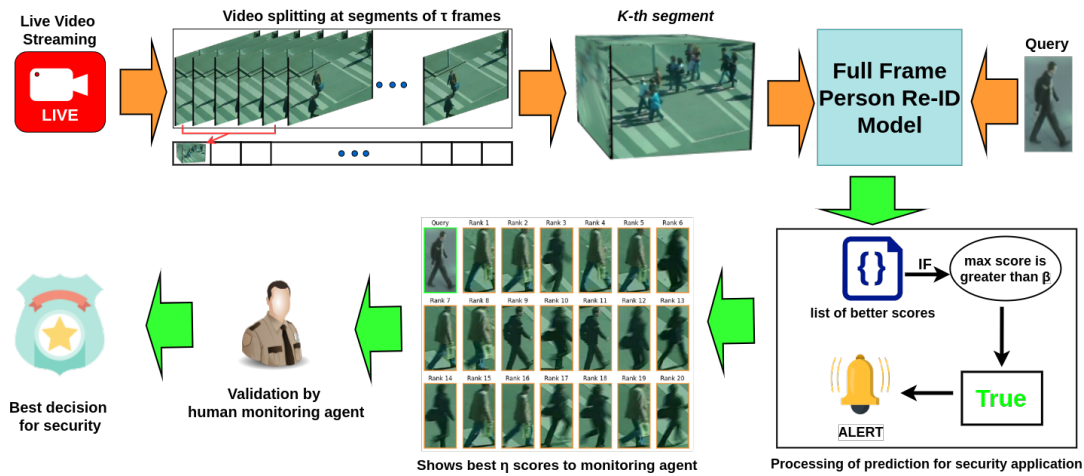 Live Video
Streaming
LIVE
Video splitting at segments of τ frames
K-th segment
Full Frame
Person Re-ID
Model
Query
Query Rank 1 Rank 2 Rank 3 Rank 4 Rank 5 Rank 6
Rank 7 Rank 8 Rank 9 Rank 10 Rank 11 Rank 12 Rank 13
Rank 14 Rank 15 Rank 16 Rank 17 Rank 18 Rank 19 Rank 20
Shows best η scores to monitoring agent
{}
IF
max score is
greater than β
list of better scores
True
ALERT
Processing of prediction for security application
Validation by
human monitoring agent
Best decision
for security